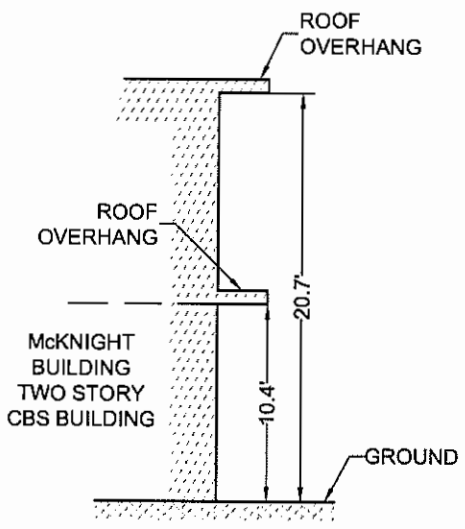 ROOF
OVERHANG
ROOF
OVERHANG
20.7'
McKNIGHT
BUILDING
TWO STORY
CBS BUILDING
10.4'
GROUND